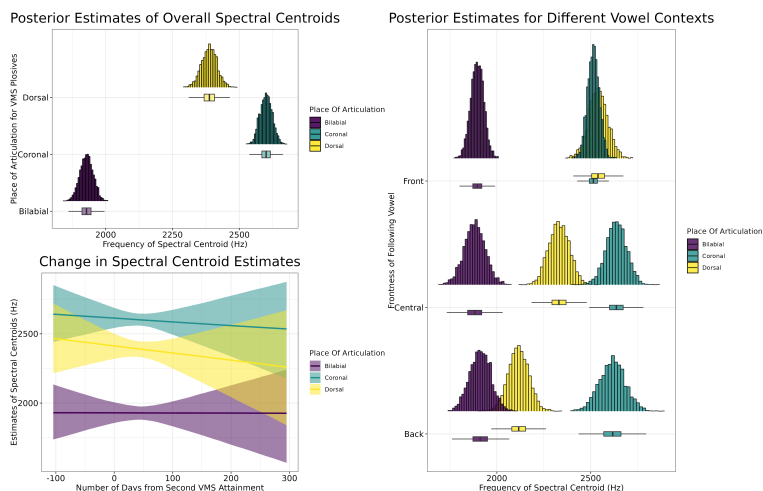 Posterior Estimates of Overall Spectral Centroids
Place of Articulation for VMS Plosives
Dorsal
Coronal
Bilabial
2000
2250
2500
Frequency of Spectral Centroid (Hz)
Place Of Articulation
Bilabial
Coronal
Dorsal
Change in Spectral Centroid Estimates
Estimates of Spectral Centroids (Hz)
2500
2000
-100
0
100
200
300
Number of Days from Second VMS Attainment
Place Of Articulation
Bilabial
Coronal
Dorsal
Posterior Estimates for Different Vowel Contexts
Frontness of Following Vowel
Front
Central
Back
2000
2500
Frequency of Spectral Centroid (Hz)
Place Of Articulation
Bilabial
Coronal
Dorsal